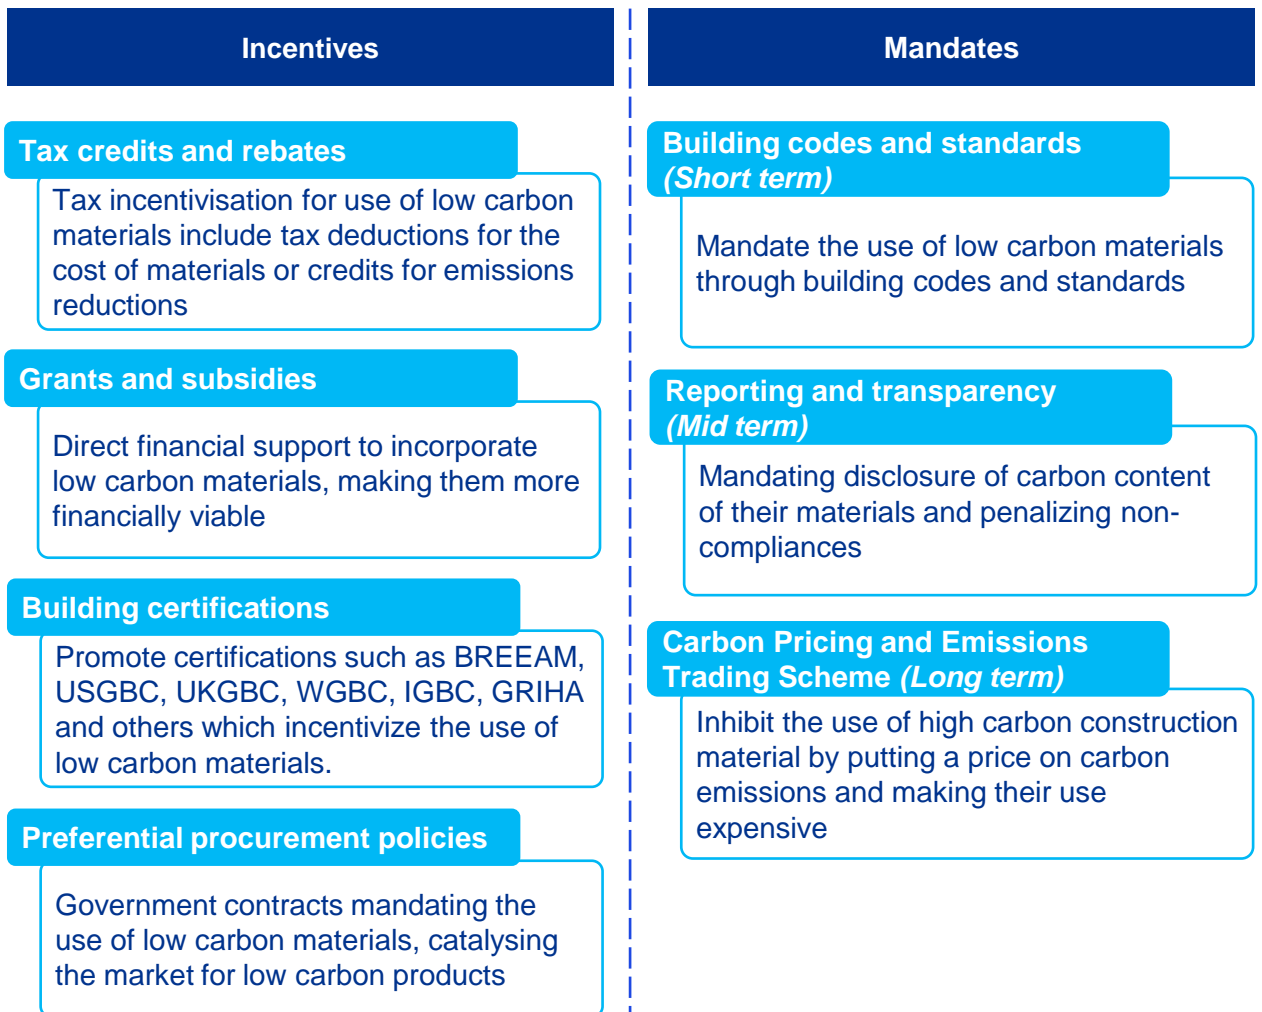 Incentives
Tax credits and rebates
Tax incentivisation for use of low carbon
materials include tax deductions for the
cost of materials or credits for emissions
reductions
Grants and subsidies
Direct financial support to incorporate
low carbon materials, making them more
financially viable
Building certifications
Promote certifications such as BREEAM,
USGBC, UKGBC, WGBC, IGBC, GRIHA
and others which incentivize the use of
low carbon materials.
Preferential procurement policies
Government contracts mandating the
use of low carbon materials, catalysing
the market for low carbon products
Mandates
Building codes and standards
(Short term)
Mandate the use of low carbon materials
through building codes and standards
Reporting and transparency
(Mid term)
Mandating disclosure of carbon content
of their materials and penalizing non-
compliances
Carbon Pricing and Emissions
Trading Scheme (Long term)
Inhibit the use of high carbon construction
material by putting a price on carbon
emissions and making their use
expensive